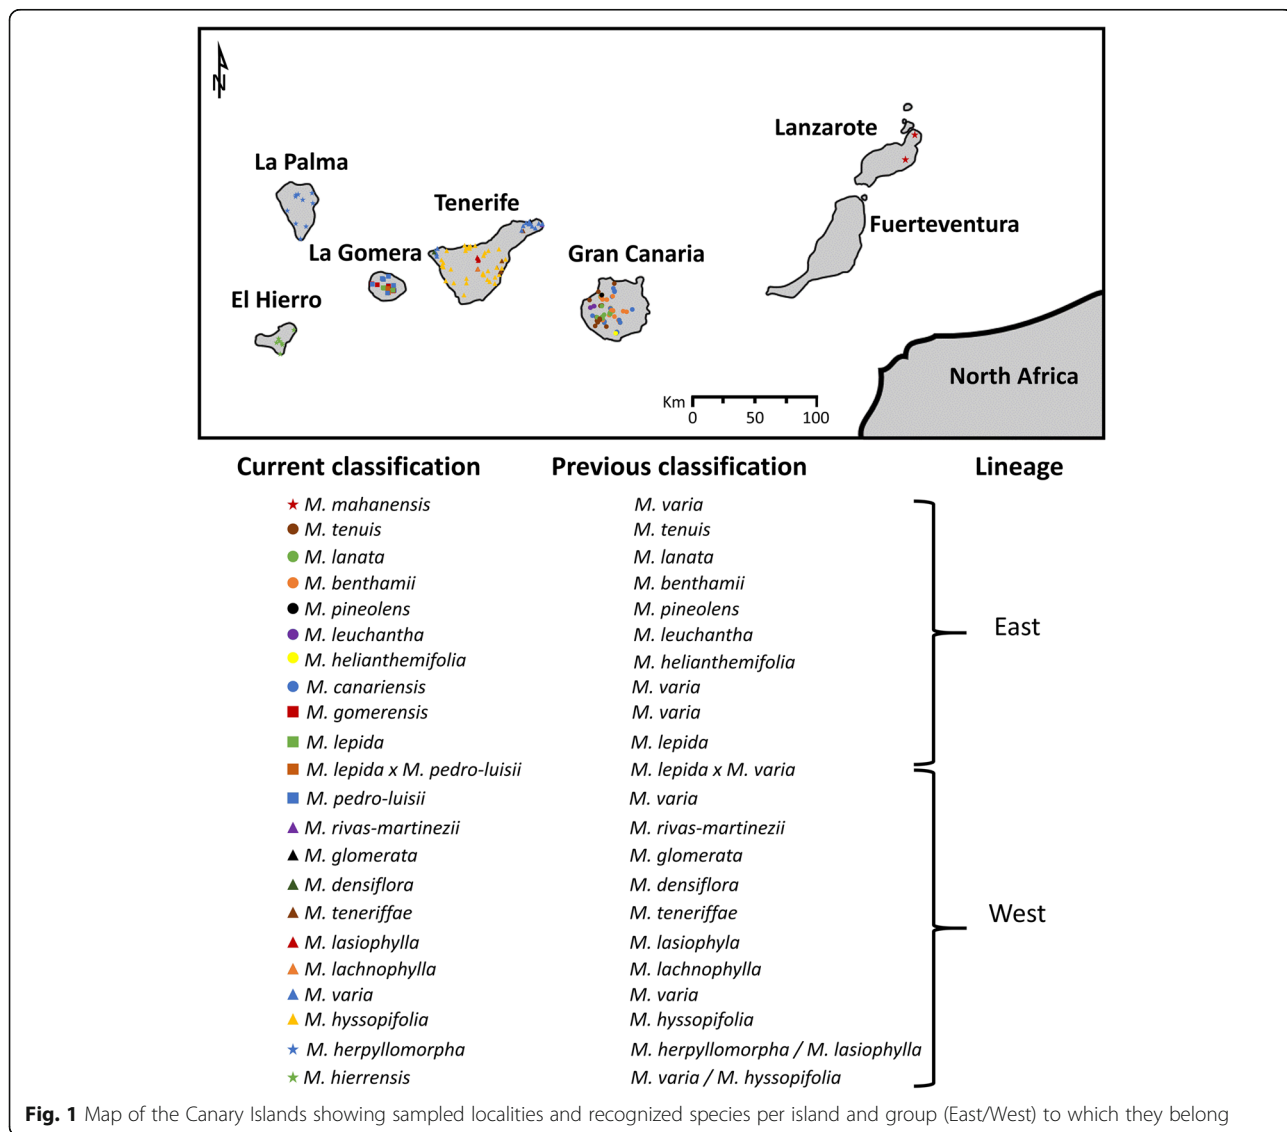 N
Lanzarote
La Palma
Tenerife
Fuerteventura
La Gomera
Gran Canaria
El Hierro
North Africa
Km
0 50 100
Current classification Previous classification Lineage
M. mahanensis M. varia
M. tenuis M. tenuis
M. lanata M. lanata
M. benthamii M. benthamii
M. pineolens M. pineolens
M. leuchantha M. leuchantha
East
M. helianthemifolia M. helianthemifolia
M. canariensis M. varia
M. gomerensis M. varia
M. lepida M. lepida
M. lepida x M. pedro-luisii M. lepida x M. varia
M. pedro-luisii M. varia
M. rivas-martinezii M. rivas-martinezii
M. glomerata M. glomerata
M. densiflora M. densiflora
M. teneriffae M. teneriffae
West
M. lasiophylla M. lasiophyla
M. lachnophylla M. lachnophylla
M. varia M. varia
M. hyssopifolia M. hyssopifolia
M. herpyllomorpha M. herpyllomorpha / M. lasiophylla
M. hierrensis M. varia / M. hyssopifolia
Fig. 1 Map of the Canary Islands showing sampled localities and recognized species per island and group (East/West) to which they belong